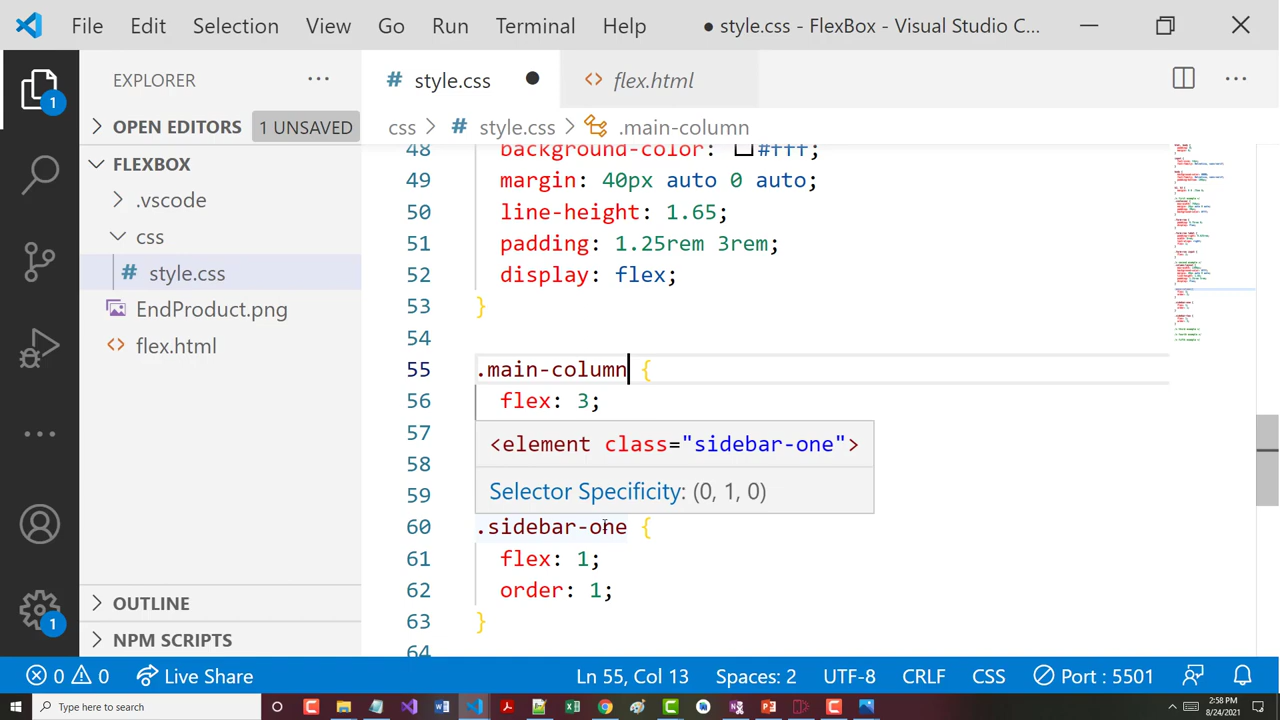 File Edit Selection View Go Run Terminal Help ● style.css - FlexBox - Visual Studio C...
EXPLORER ...
# style.css ●
<> flex.html
OPEN EDITORS 1 UNSAVED
css > # style.css > .main-column
FLEXBOX
.vscode
css
# style.css
EndProduct.png
<> flex.html
OUTLINE
NPM SCRIPTS
1
1
48 background-color: #fff;
49 margin: 40px auto 0 auto;
50 line-height: 1.65;
51 padding: 1.25rem 3rem;
52 display: flex;
53 }
54
55 .main-column {
56 flex: 3;
57
58
59
<element class="sidebar-one">
Selector Specificity: (0, 1, 0)
60 .sidebar-one {
61 flex: 1;
62 order: 1;
63 }
64
0 0 Live Share Ln 55, Col 13 Spaces: 2 UTF-8 CRLF CSS Port : 5501
Type here to search
2:58 PM
8/24/2021